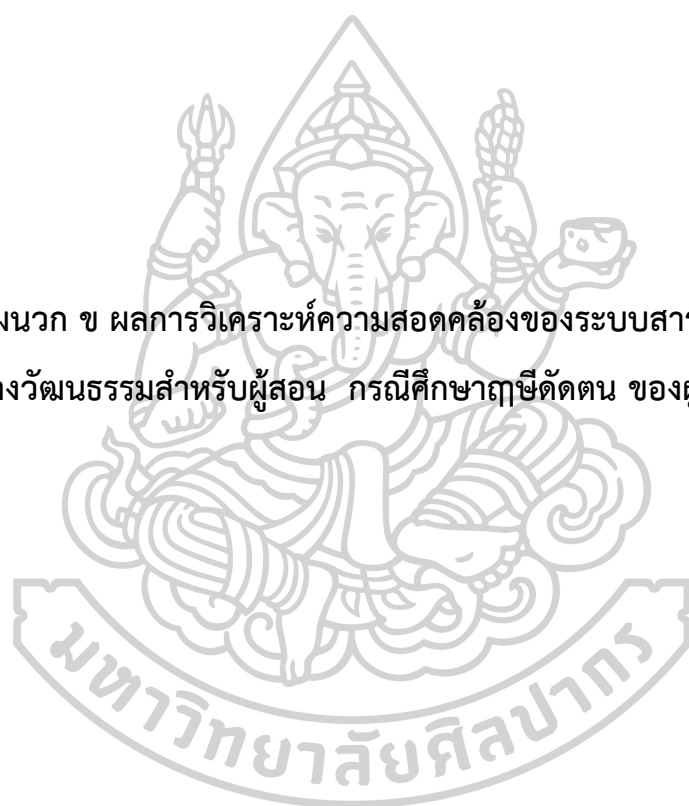 ผนวก ข ผลการวิเคราะห์ความสอดคล้องของระบบสาร
างวัฒนธรรมสำหรับผู้สอน กรณีศึกษาฤๅษีดัดตน ของผู
มหาวิทยาลัยศิลปากร